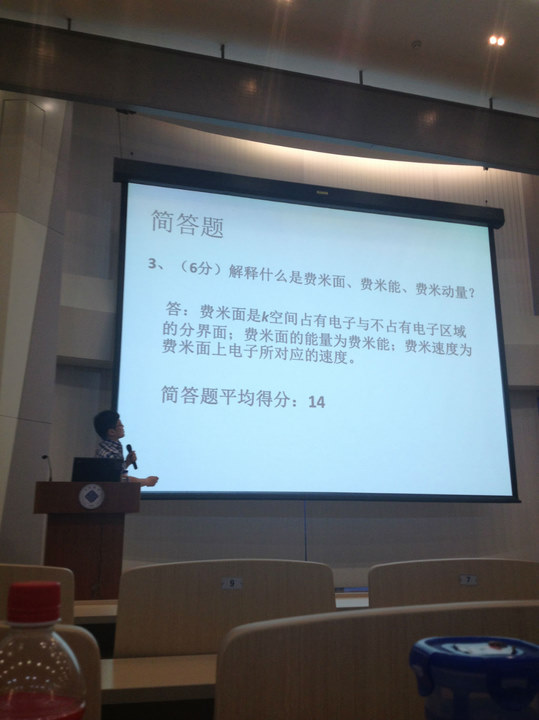 简答题
3、（6分）解释什么是费米面、费米能、费米动量？
答：费米面是k空间占有电子与不占有电子区域
的分界面；费米面的能量为费米能；费米速度为
费米面上电子所对应的速度。
简答题平均得分：14